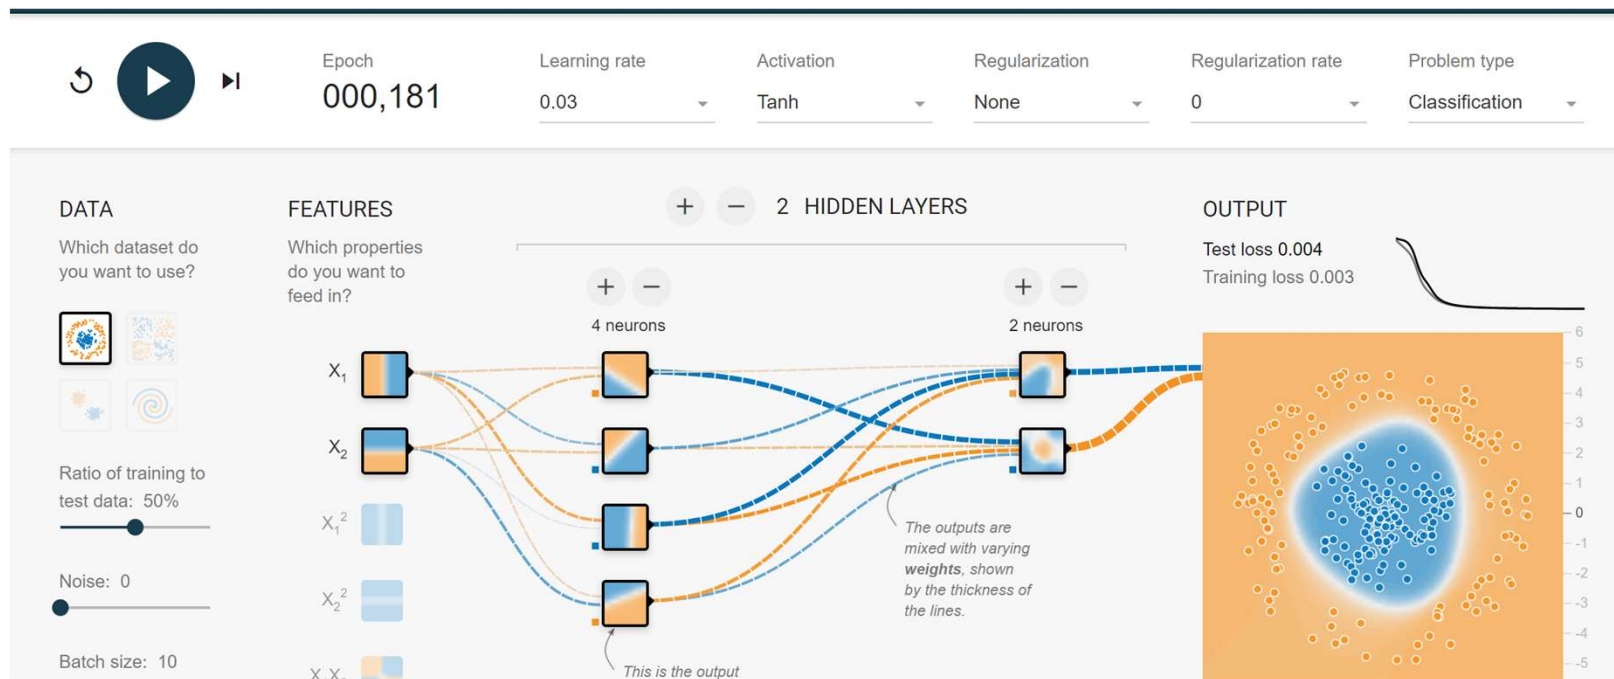 Epoch
000,181
Learning rate
0.03
Activation
Tanh
Regularization
None
Regularization rate
0
Problem type
Classification
DATA
Which dataset do
you want to use?
Ratio of training to
test data: 50%
Noise: 0
Batch size: 10
FEATURES
Which properties
do you want to
feed in?
X1
X2
X1²
X2²
+ − 2 HIDDEN LAYERS
+ −
4 neurons
+ −
2 neurons
The outputs are
mixed with varying
weights, shown
by the thickness of
the lines.
This is the output
OUTPUT
Test loss 0.004
Training loss 0.003
6
5
4
3
2
1
0
-1
-2
-3
-4
-5